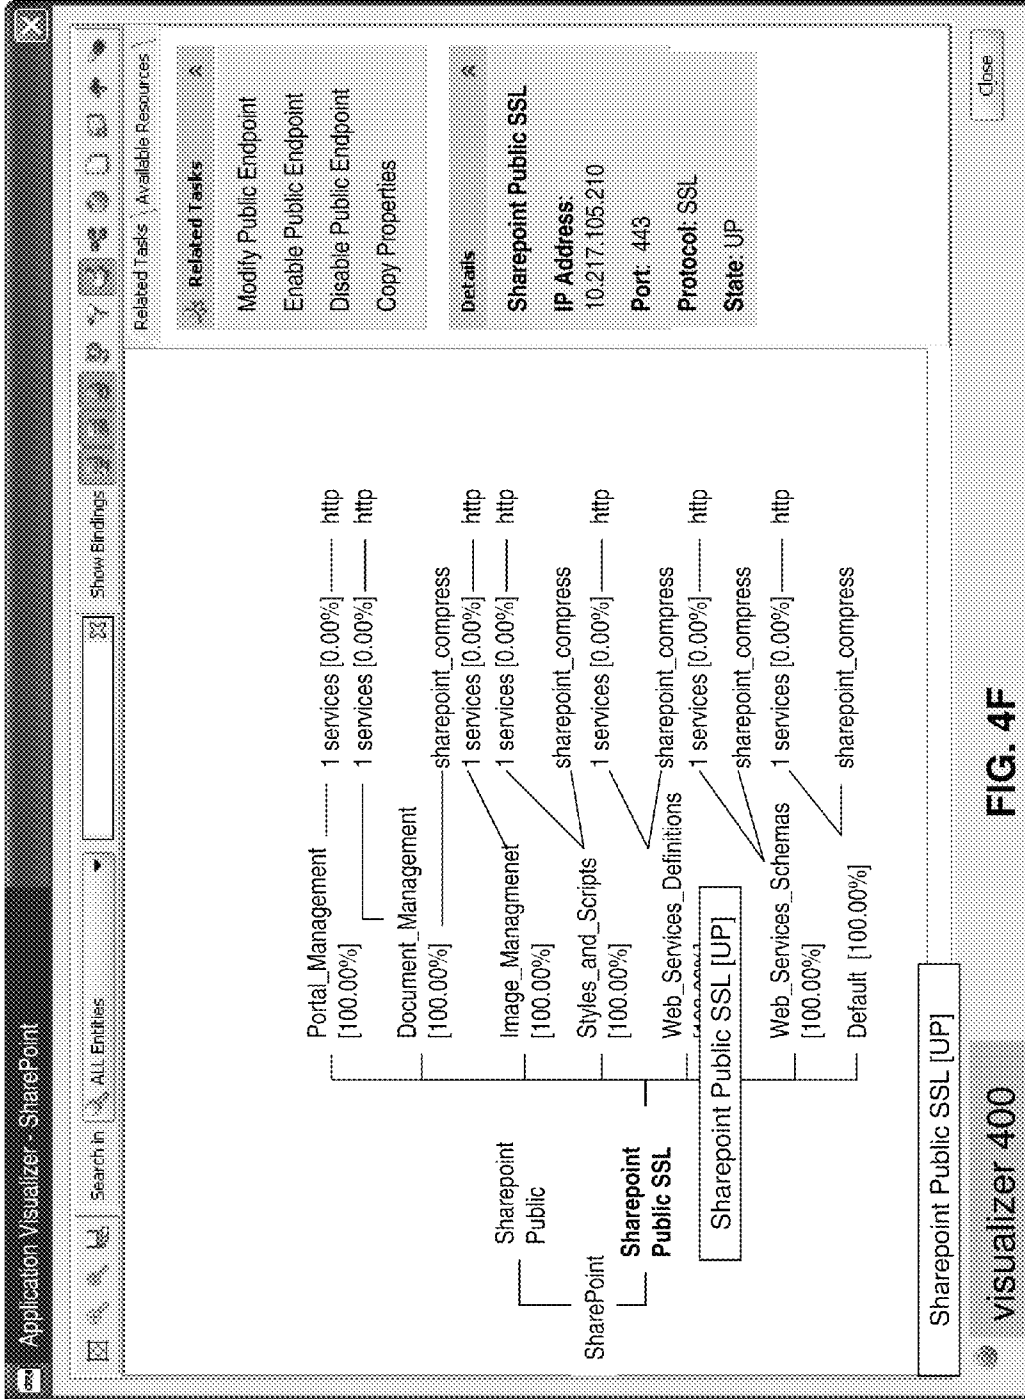 Application Visualizer - SharePoint
Search in
ALL Entities
Show Bindings
Related Tasks
Available Resources
Related Tasks
Modify Public Endpoint
Enable Public Endpoint
Disable Public Endpoint
Copy Properties
Details
Sharepoint Public SSL
IP Address:
10.217.105.210
Port: 443
Protocol: SSL
State: UP
SharePoint
Sharepoint
Public
Sharepoint
Public SSL
Portal_Management
[100.00%]
1 services [0.00%]
http
1 services [0.00%]
http
Document_Management
[100.00%]
sharepoint_compress
1 services [0.00%]
http
Image_Managmenet
[100.00%]
1 services [0.00%]
http
Styles_and_Scripts
[100.00%]
sharepoint_compress
1 services [0.00%]
http
Web_Services_Definitions
sharepoint_compress
1 services [0.00%]
http
Sharepoint Public SSL [UP]
sharepoint_compress
Web_Services_Schemas
[100.00%]
1 services [0.00%]
http
Default [100.00%]
sharepoint_compress
Sharepoint Public SSL [UP]
visualizer 400
Close
FIG. 4F